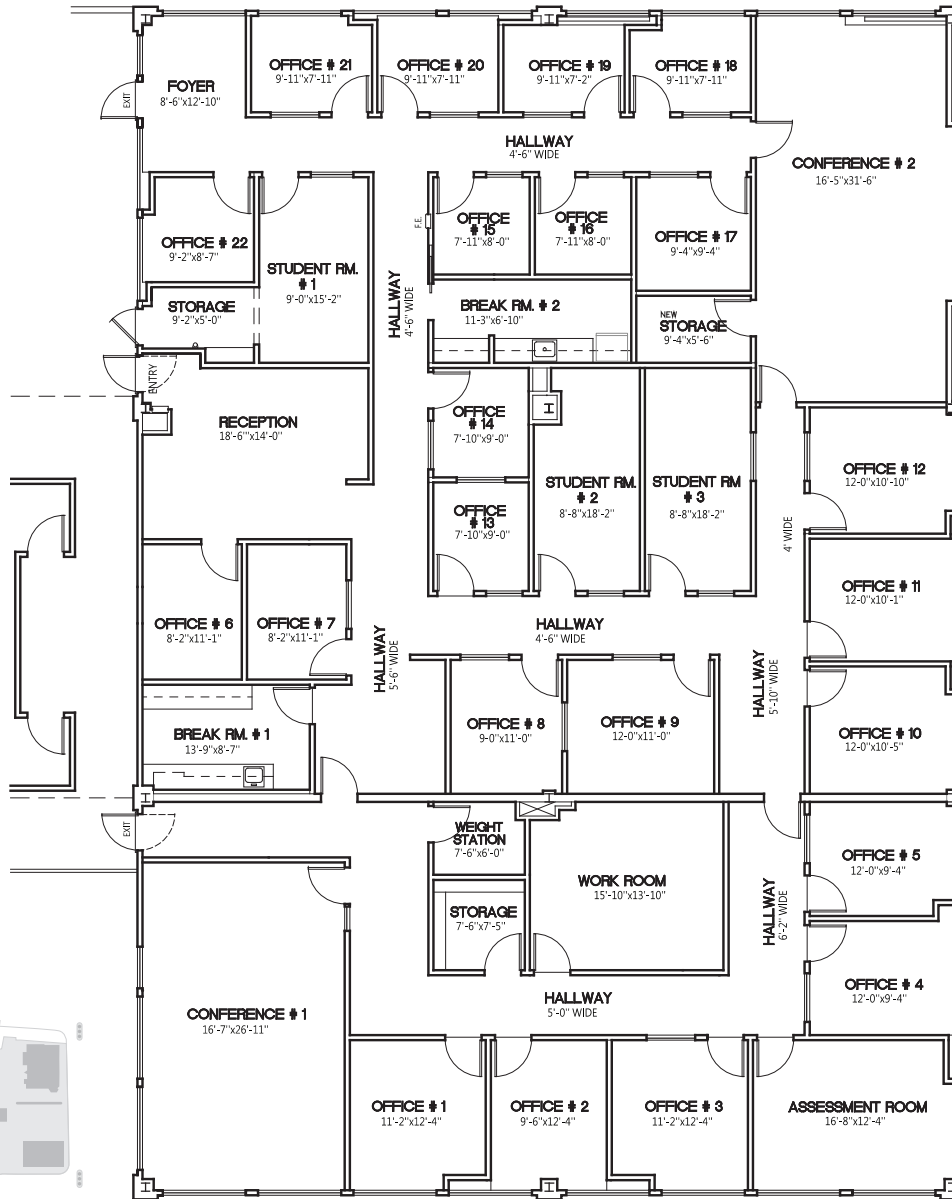 OFFICE # 21
9'-11"x7'-11"
OFFICE # 20
9'-11"x7'-11"
OFFICE # 19
9'-11"x7'-2"
OFFICE # 18
9'-11"x7'-11"
FOYER
8'-6"x12'-10"
EXIT
HALLWAY
4'-6" WIDE
CONFERENCE # 2
16'-5"x31'-6"
OFFICE # 22
9'-2"x8'-7"
STUDENT RM.
# 1
9'-0"x15'-2"
F.E.
OFFICE
# 15
7'-11"x8'-0"
OFFICE
# 16
7'-11"x8'-0"
OFFICE # 17
9'-4"x9'-4"
STORAGE
9'-2"x5'-0"
HALLWAY
4'-6" WIDE
BREAK RM. # 2
11'-3"x6'-10"
NEW
STORAGE
9'-4"x5'-6"
ENTRY
RECEPTION
18'-6"x14'-0"
OFFICE
# 14
7'-10"x9'-0"
H
STUDENT RM.
# 2
8'-8"x18'-2"
STUDENT RM
# 3
8'-8"x18'-2"
OFFICE # 12
12'-0"x10'-10"
OFFICE
# 13
7'-10"x9'-0"
4' WIDE
OFFICE # 11
12'-0"x10'-1"
OFFICE # 6
8'-2"x11'-1"
OFFICE # 7
8'-2"x11'-1"
HALLWAY
5'-6" WIDE
HALLWAY
4'-6" WIDE
HALLWAY
5'-10" WIDE
OFFICE # 8
9'-0"x11'-0"
OFFICE # 9
12'-0"x11'-0"
OFFICE # 10
12'-0"x10'-5"
BREAK RM. # 1
13'-9"x8'-7"
EXIT
WEIGHT
STATION
7'-6"x6'-0"
WORK ROOM
15'-10"x13'-10"
OFFICE # 5
12'-0"x9'-4"
STORAGE
7'-6"x7'-5"
HALLWAY
6'-2" WIDE
OFFICE # 4
12'-0"x9'-4"
HALLWAY
5'-0" WIDE
CONFERENCE # 1
16'-7"x26'-11"
OFFICE # 1
11'-2"x12'-4"
OFFICE # 2
9'-6"x12'-4"
OFFICE # 3
11'-2"x12'-4"
ASSESSMENT ROOM
16'-8"x12'-4"